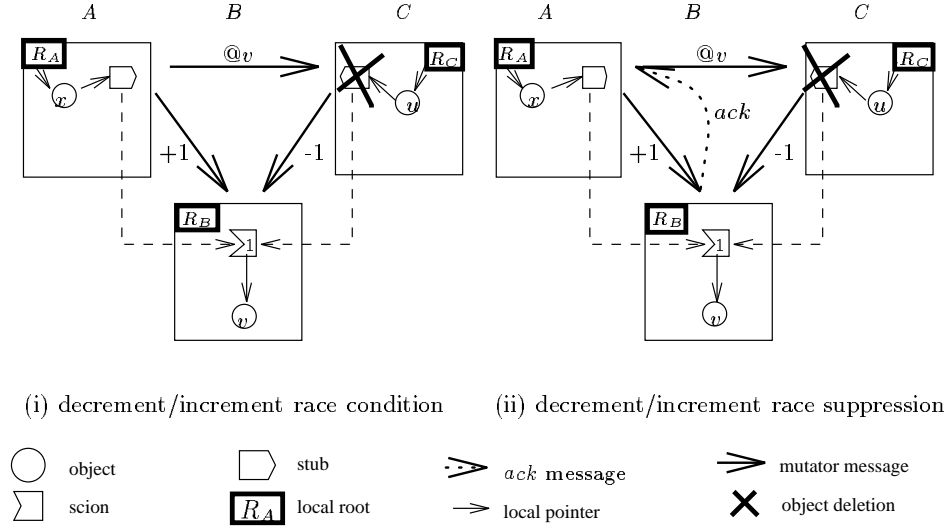 A B C A B C
R_A @v R_C R_A @v R_C
x u x ack u
+1 -1 +1 -1
R_B R_B
1 1
v v
(i) decrement/increment race condition (ii) decrement/increment race suppression
object stub ack message mutator message
scion R_A local root local pointer object deletion